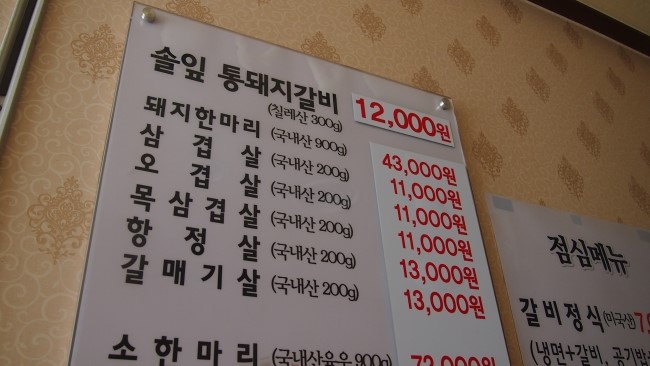 솔잎 통돼지갈비 (칠레산 300g) 12,000원
돼지한마리 (국내산 900g) 43,000원
삼겹살 (국내산 200g) 11,000원
오겹살 (국내산 200g) 11,000원
목삼겹살 (국내산 200g) 11,000원
항정살 (국내산 200g) 13,000원
갈매기살 (국내산 200g) 13,000원
소한마리 (국내산육우 900g) 72,000원
점심메뉴
갈비정식(미국산)
(냉면+갈비, 공기밥